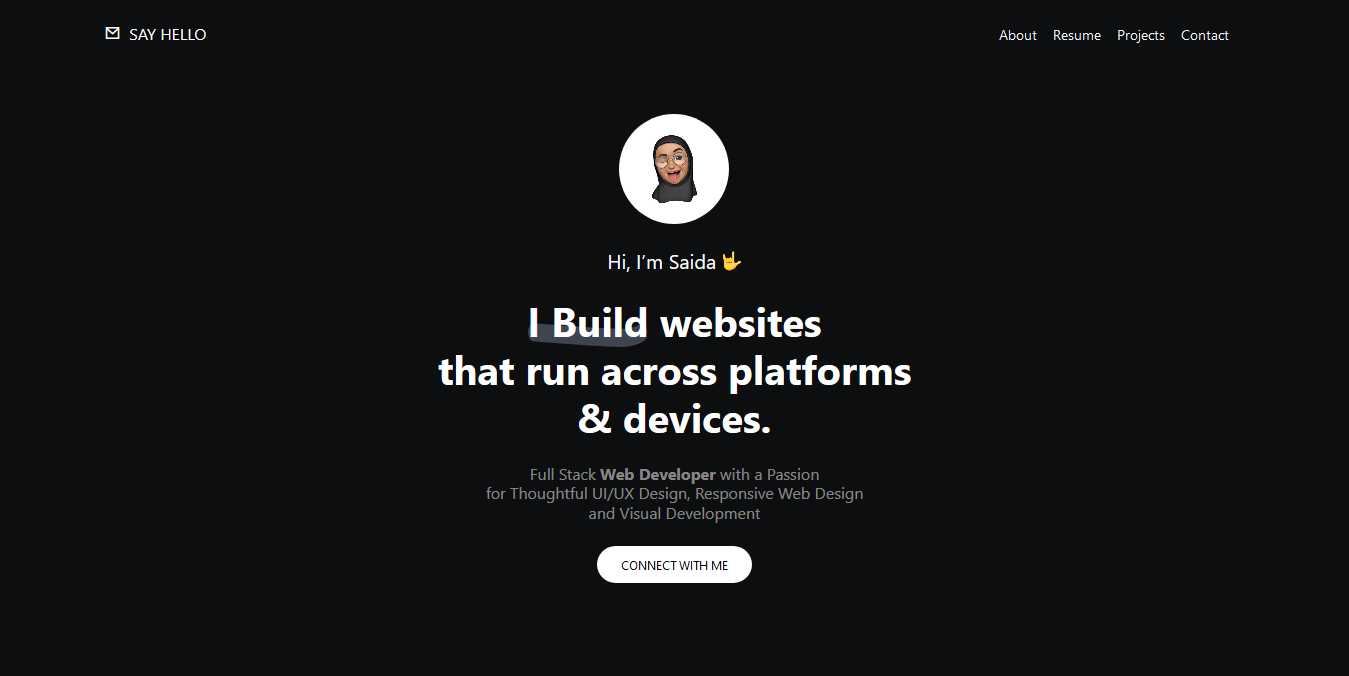 SAY HELLO
About Resume Projects Contact
Hi, I’m Saida 🤟
I Build websites
that run across platforms
& devices.
Full Stack Web Developer with a Passion
for Thoughtful UI/UX Design, Responsive Web Design
and Visual Development
CONNECT WITH ME